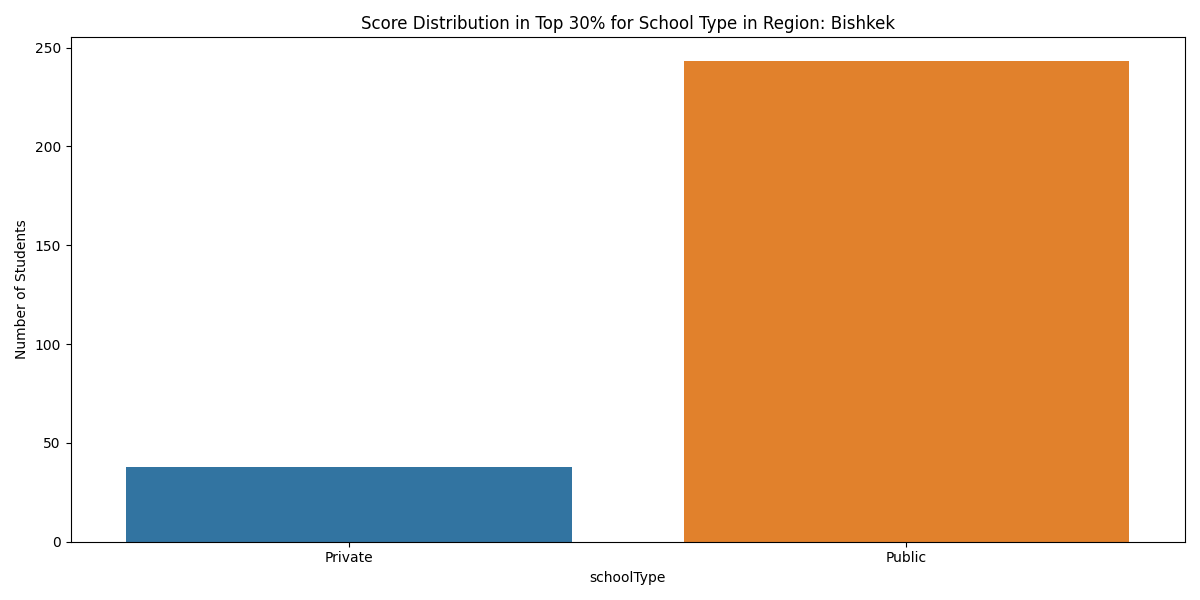 Score Distribution in Top 30% for School Type in Region: Bishkek
250
200
150
100
50
0
Number of Students
Private
Public
schoolType